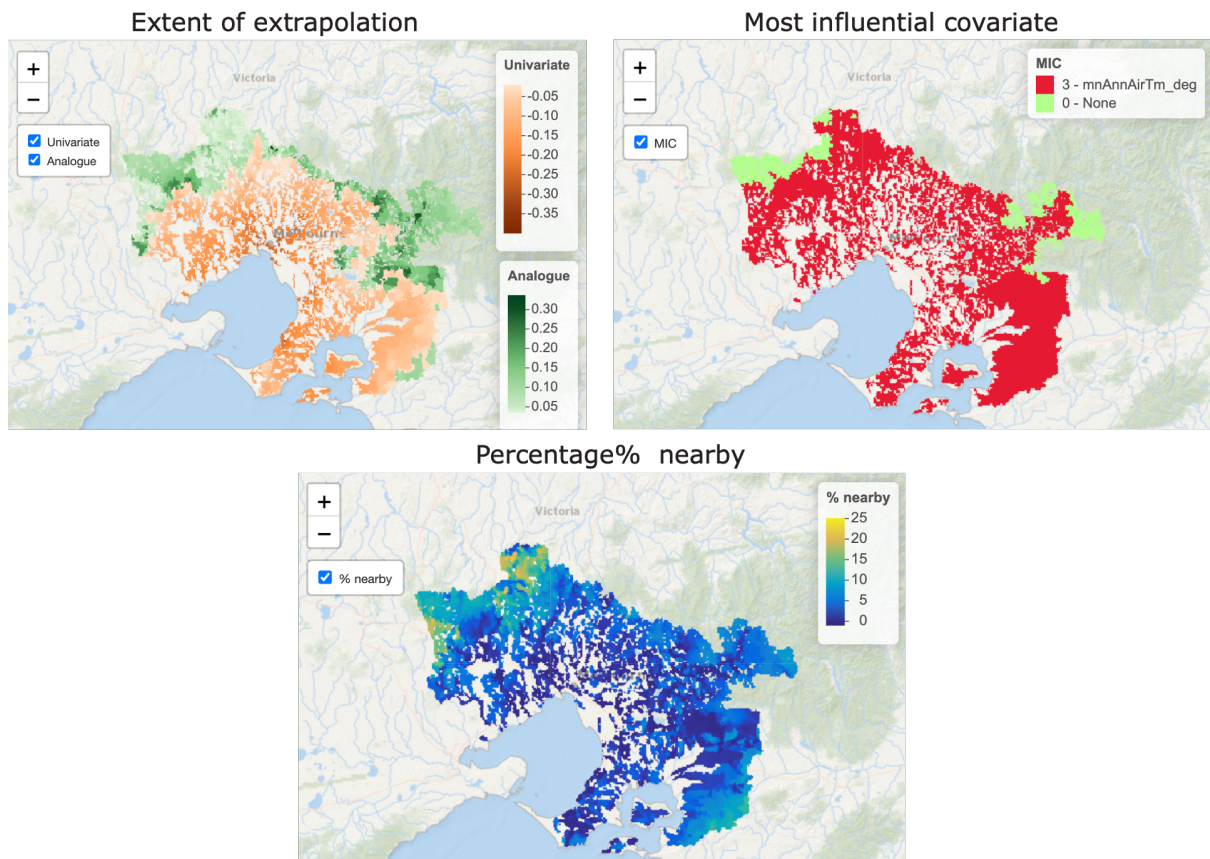 Extent of extrapolation
+
−
Victoria
Univariate
Analogue
Univariate
-0.05
-0.10
-0.15
-0.20
-0.25
-0.30
-0.35
Analogue
0.30
0.25
0.20
0.15
0.10
0.05
Most influential covariate
+
−
Victoria
MIC
MIC
3 - mnAnnAirTm_deg
0 - None
Percentage% nearby
+
−
Victoria
% nearby
% nearby
25
20
15
10
5
0